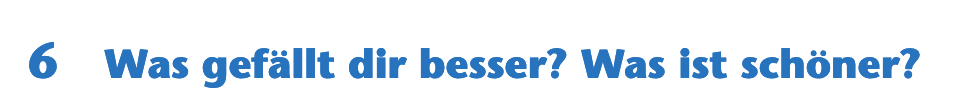 6 Was gefällt dir besser? Was ist schöner?